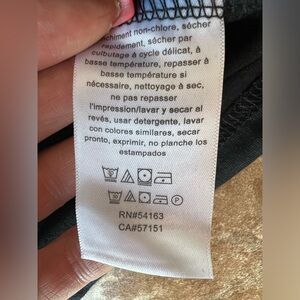 chiment non-chlore, sécher
rapidement, sécher par
culbutage à cycle délicat, à
basse température, repasser à
basse température si
nécessaire, nettoyage à sec,
ne pas repasser
l'impression/lavar y secar al
revés, usar detergente, lavar
con colores similares, secar
pronto, exprimir, no planche los
estampados
RN#54163
CA#57151